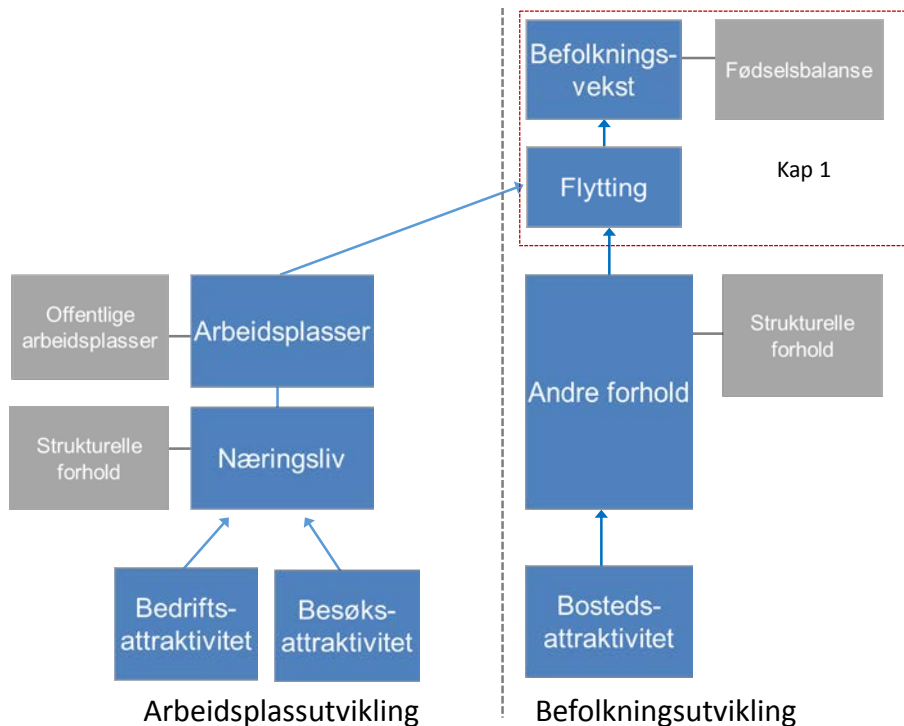 Befolknings-
vekst
Fødselsbalanse
Kap 1
Flytting
Offentlige
arbeidsplasser
Arbeidsplasser
Strukturelle
forhold
Andre forhold
Strukturelle
forhold
Næringsliv
Bedrifts-
attraktivitet
Besøks-
attraktivitet
Bosteds-
attraktivitet
Arbeidsplassutvikling
Befolkningsutvikling